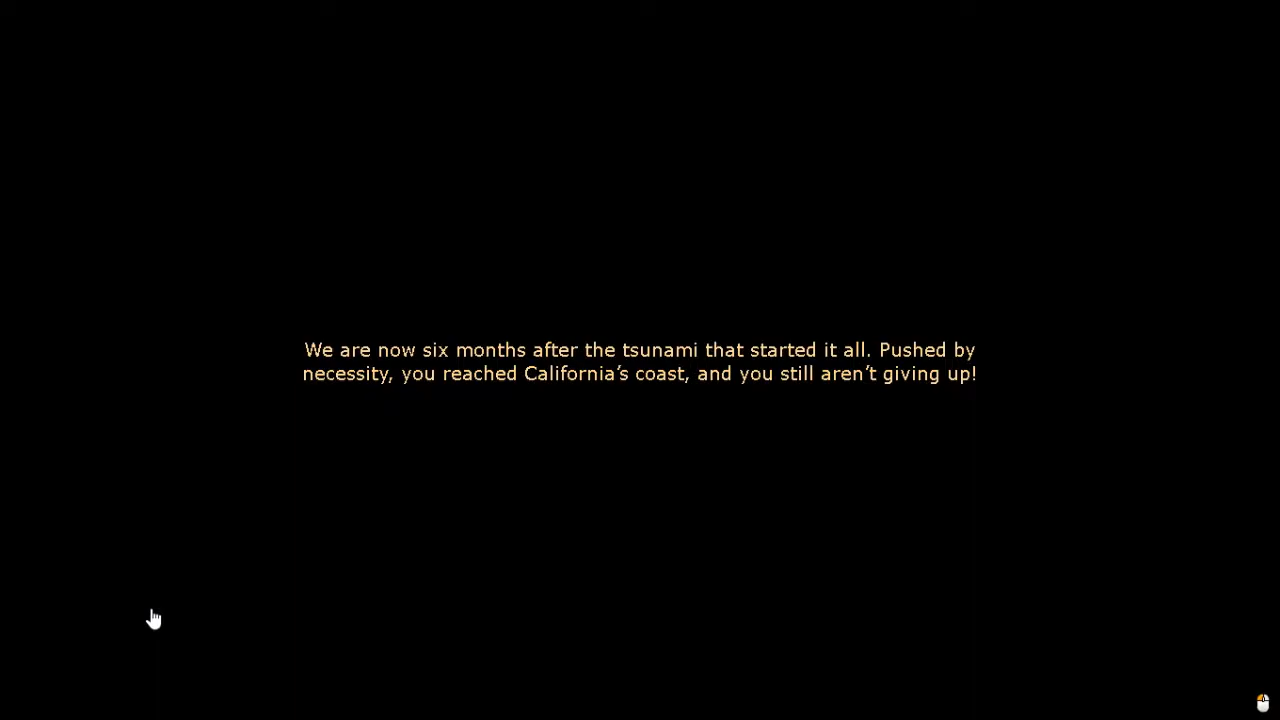 We are now six months after the tsunami that started it all. Pushed by
necessity, you reached California’s coast, and you still aren’t giving up!